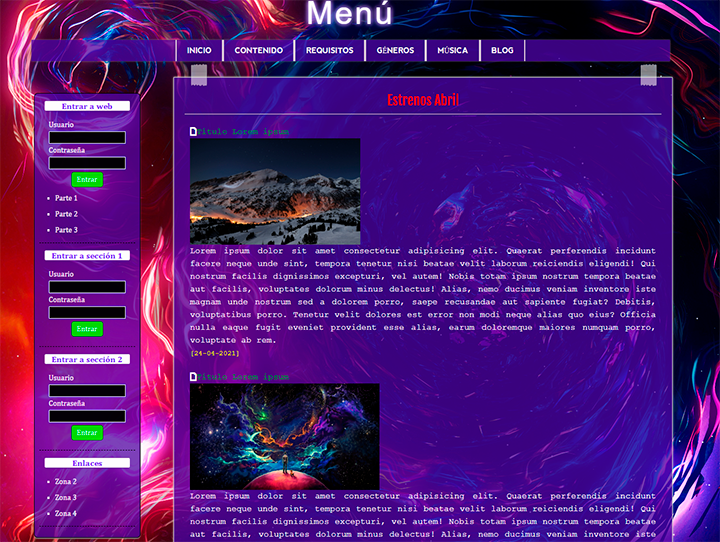 Menú
INICIO CONTENIDO REQUISITOS GÉNEROS MÚSICA BLOG
Entrar a web
Usuario
Contraseña
Entrar
Parte 1
Parte 2
Parte 3
Entrar a sección 1
Usuario
Contraseña
Entrar
Entrar a sección 2
Usuario
Contraseña
Entrar
Enlaces
Zona 2
Zona 3
Zona 4
Estrenos Abril
Titulo Lorem ipsum
Lorem ipsum dolor sit amet consectetur adipisicing elit. Quaerat perferendis incidunt
facere neque unde sint, tempora tenetur nisi beatae velit laborum reiciendis eligendi! Qui
nostrum facilis dignissimos excepturi, vel autem! Nobis totam ipsum nostrum tempora beatae
aut facilis, voluptates dolorum minus delectus! Alias, nemo ducimus veniam inventore iste
magnam unde nostrum sed a dolorem porro, saepe recusandae aut sapiente fugiat? Debitis,
voluptatibus porro. Tenetur velit dolores est error non modi neque alias quo eius? Officia
nulla eaque fugit eveniet provident esse alias, earum doloremque maiores numquam porro,
voluptate ab rem.
[24-04-2021]
Titulo Lorem ipsum
Lorem ipsum dolor sit amet consectetur adipisicing elit. Quaerat perferendis incidunt
facere neque unde sint, tempora tenetur nisi beatae velit laborum reiciendis eligendi! Qui
nostrum facilis dignissimos excepturi, vel autem! Nobis totam ipsum nostrum tempora beatae
aut facilis, voluptates dolorum minus delectus! Alias, nemo ducimus veniam inventore iste